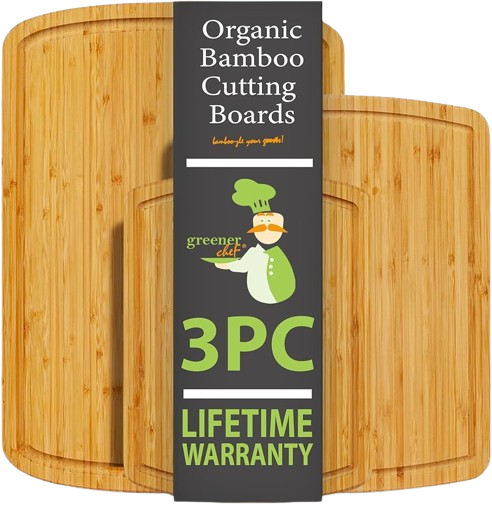 Organic
Bamboo
Cutting
Boards
bamboo-zle your guests!
greener
chef®
3PC
LIFETIME
WARRANTY